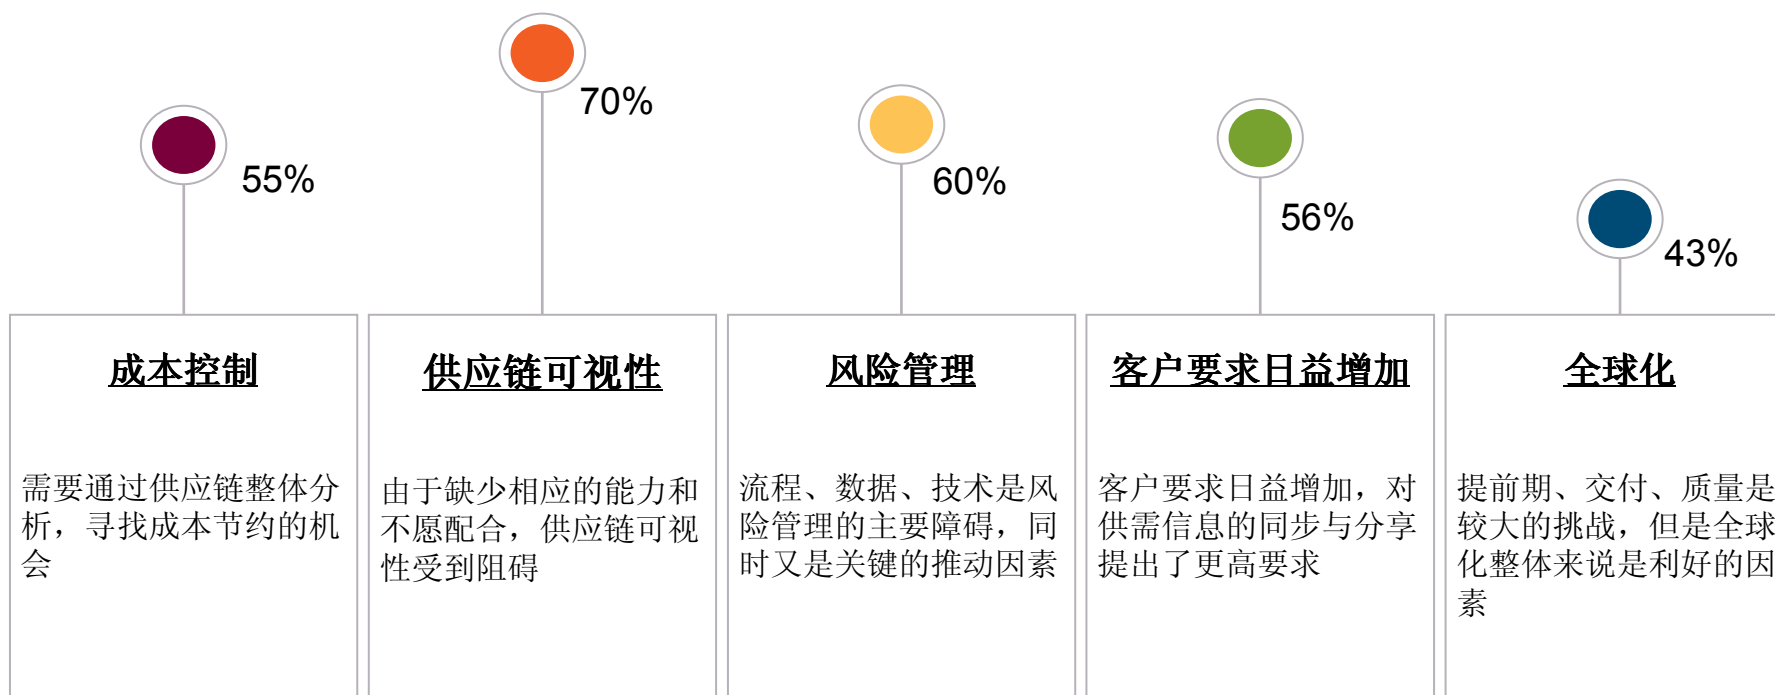 55%
70%
60%
56%
43%
成本控制
需要通过供应链整体分
析，寻找成本节约的机
会
供应链可视性
由于缺少相应的能力和
不愿配合，供应链可视
性受到阻碍
风险管理
流程、数据、技术是风
险管理的主要障碍，同
时又是关键的推动因素
客户要求日益增加
客户要求日益增加，对
供需信息的同步与分享
提出了更高要求
全球化
提前期、交付、质量是
较大的挑战，但是全球
化整体来说是利好的因
素